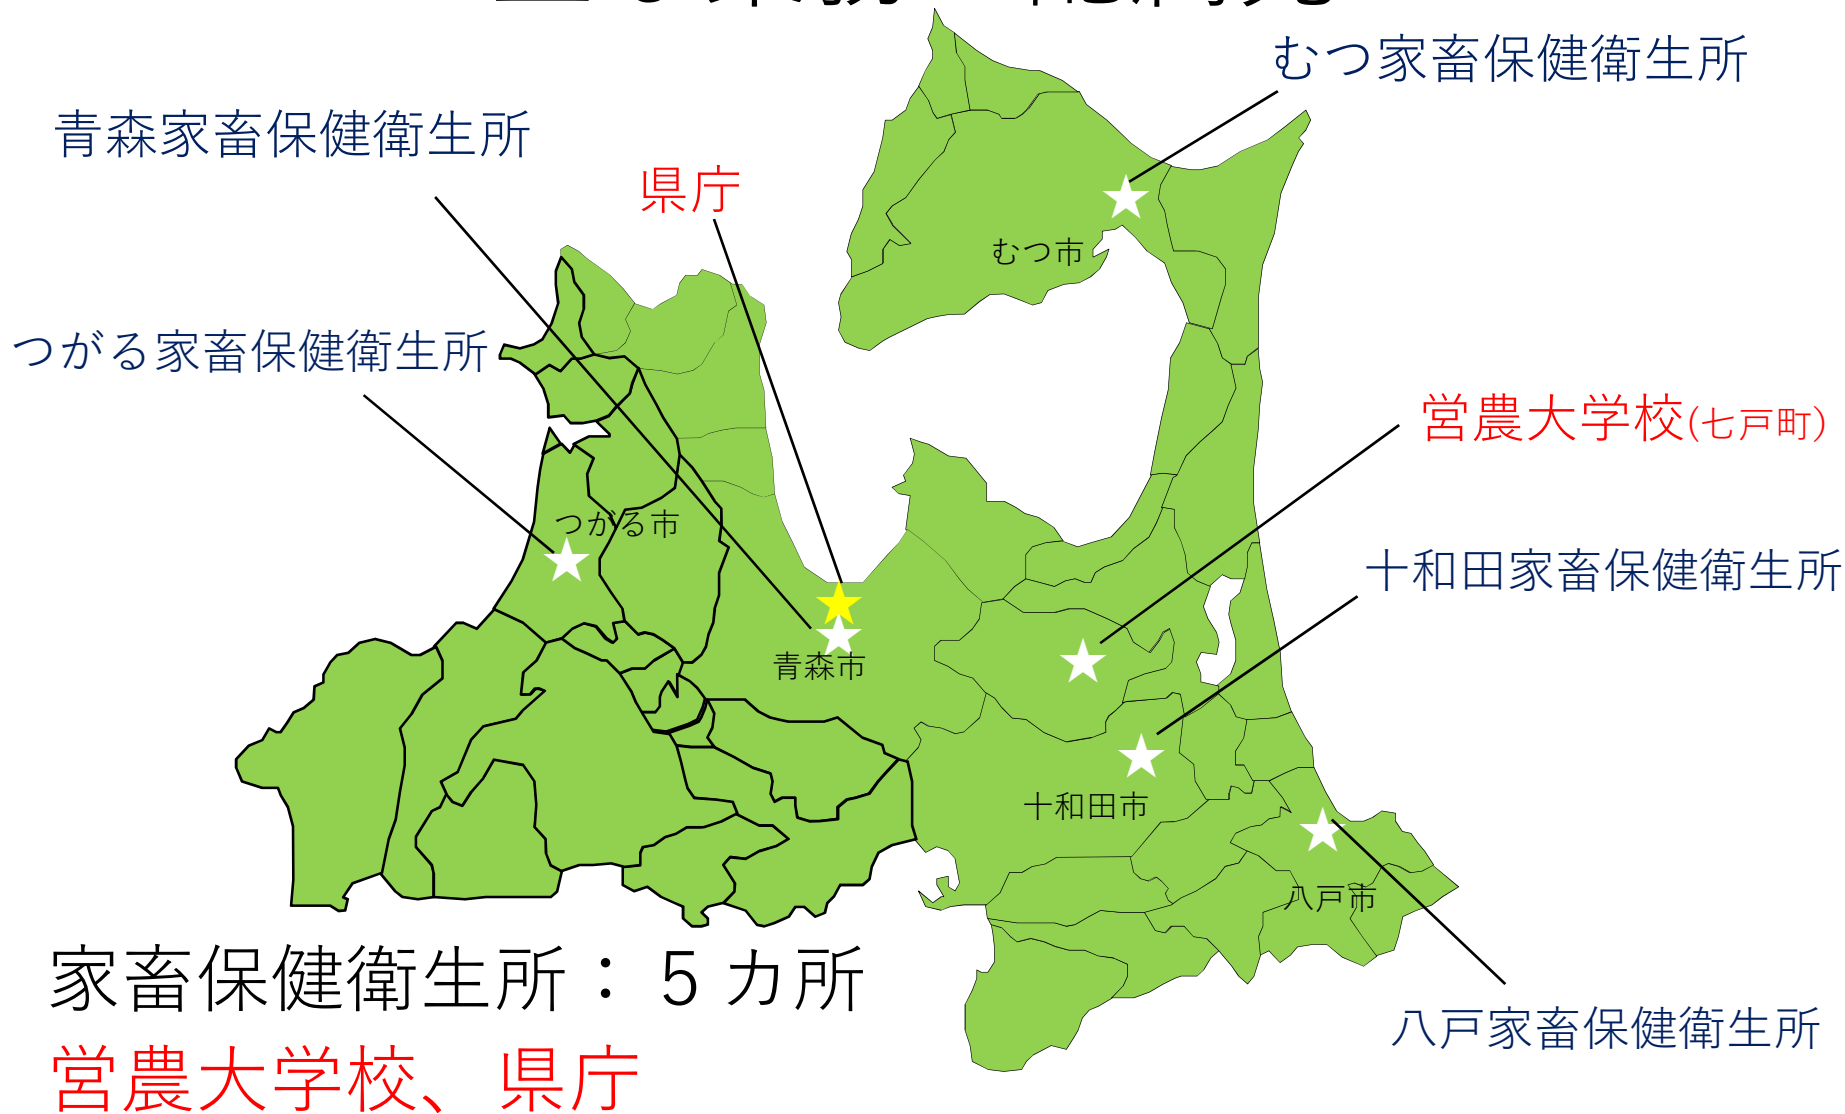 むつ家畜保健衛生所
青森家畜保健衛生所
県庁
むつ市
つがる家畜保健衛生所
営農大学校(七戸町)
つがる市
十和田家畜保健衛生所
青森市
十和田市
八戸市
家畜保健衛生所：５カ所
八戸家畜保健衛生所
営農大学校、県庁